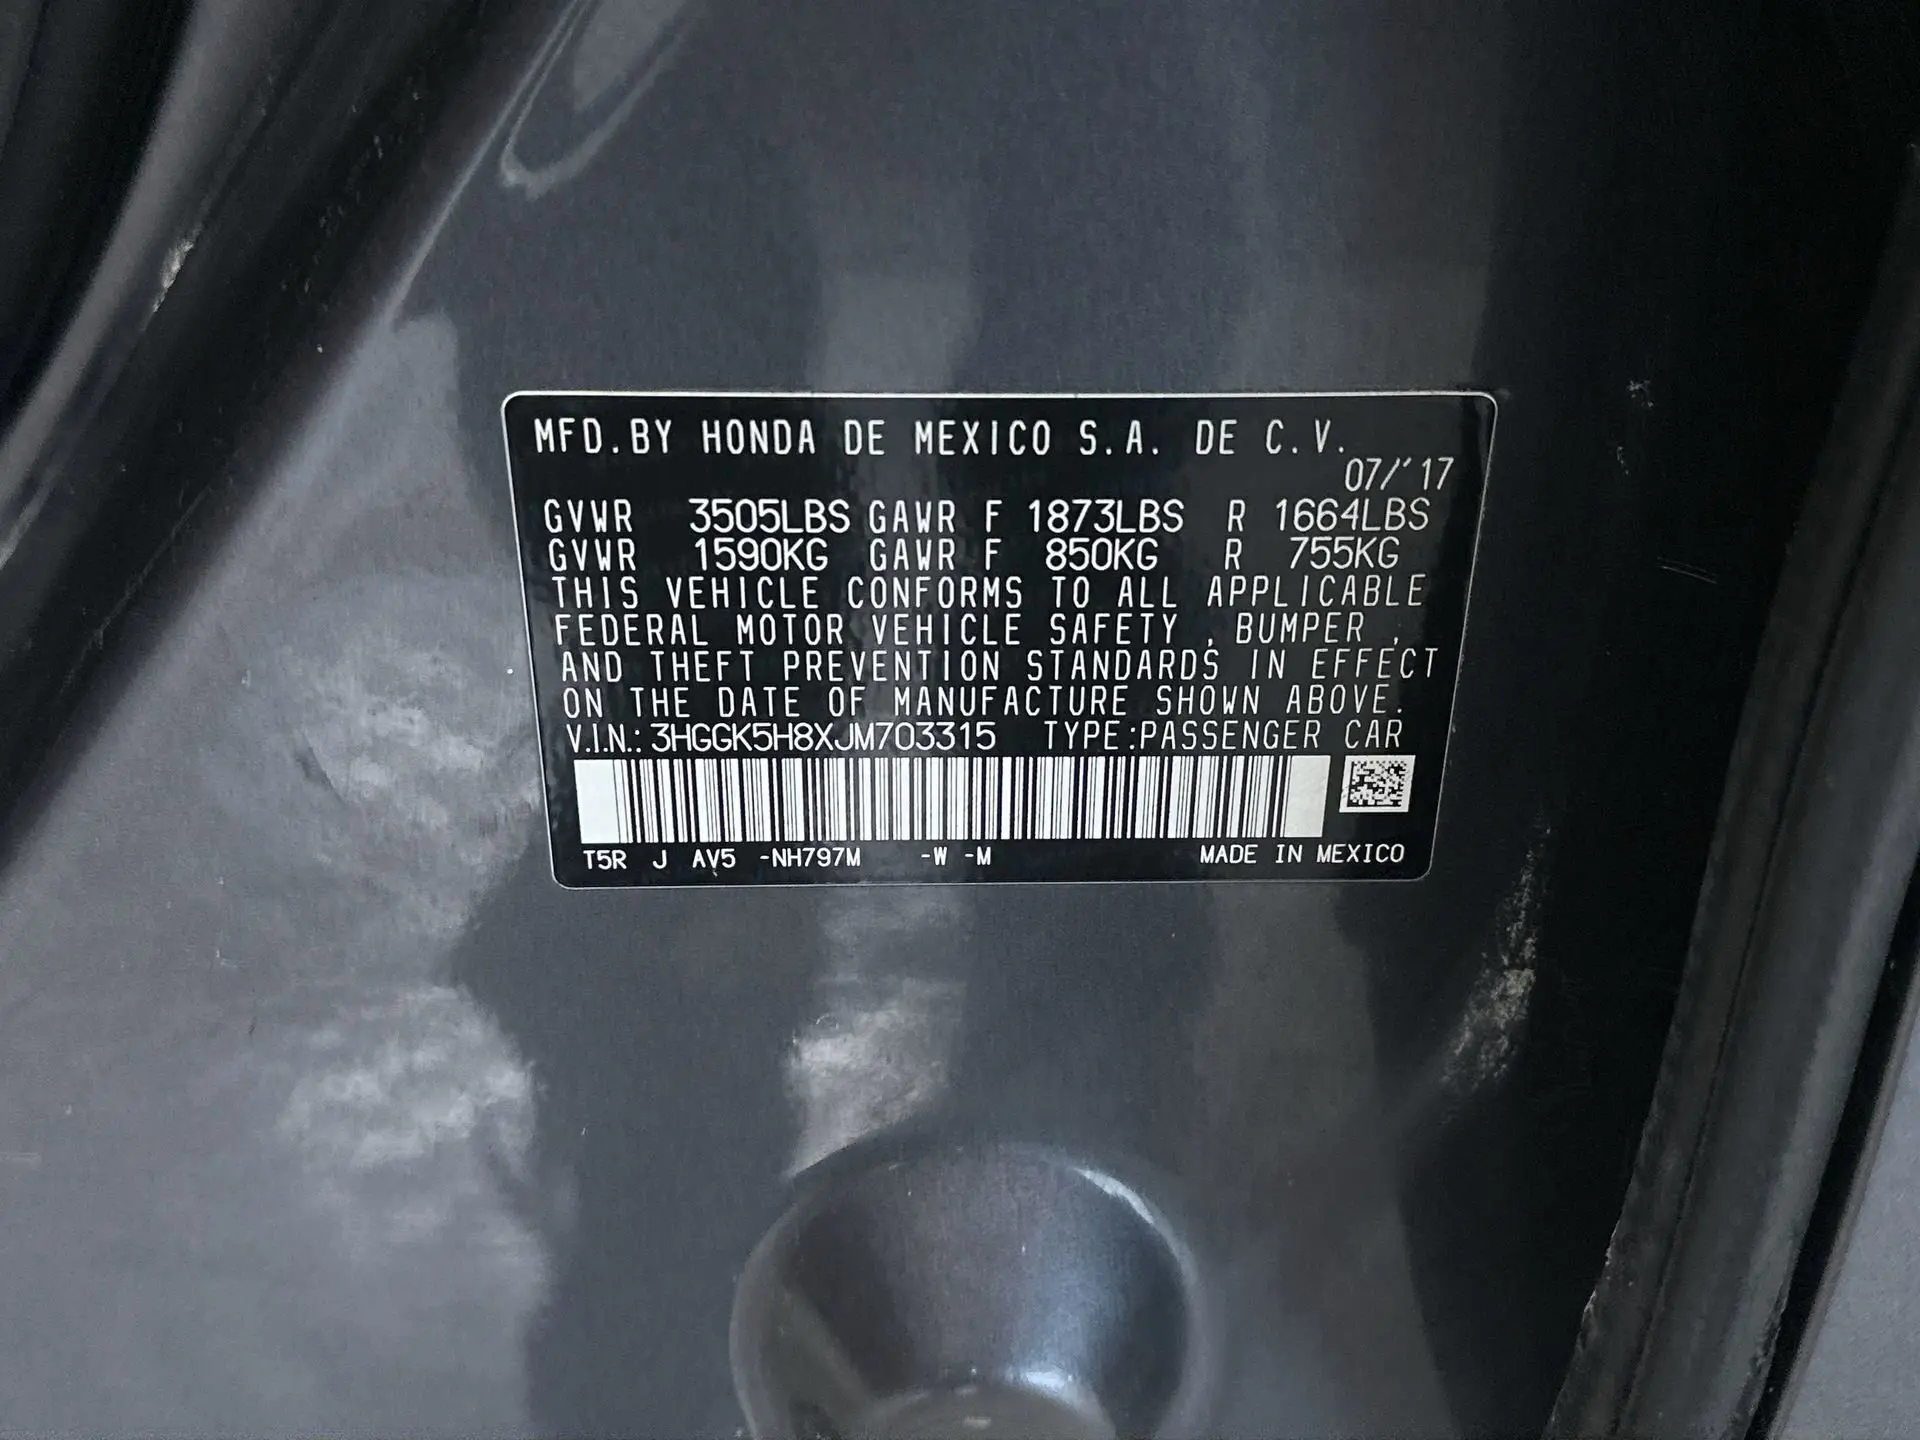 MFD.BY HONDA DE MEXICO S.A. DE C.V.
07/'17
GVWR 3505LBS GAWR F 1873LBS R 1664LBS
GVWR 1590KG GAWR F 850KG R 755KG
THIS VEHICLE CONFORMS TO ALL APPLICABLE
FEDERAL MOTOR VEHICLE SAFETY , BUMPER ,
AND THEFT PREVENTION STANDARDS IN EFFECT
ON THE DATE OF MANUFACTURE SHOWN ABOVE.
V.I.N.: 3HGGK5H8XJM703315 TYPE:PASSENGER CAR
T5R J AV5 -NH797M -W -M MADE IN MEXICO